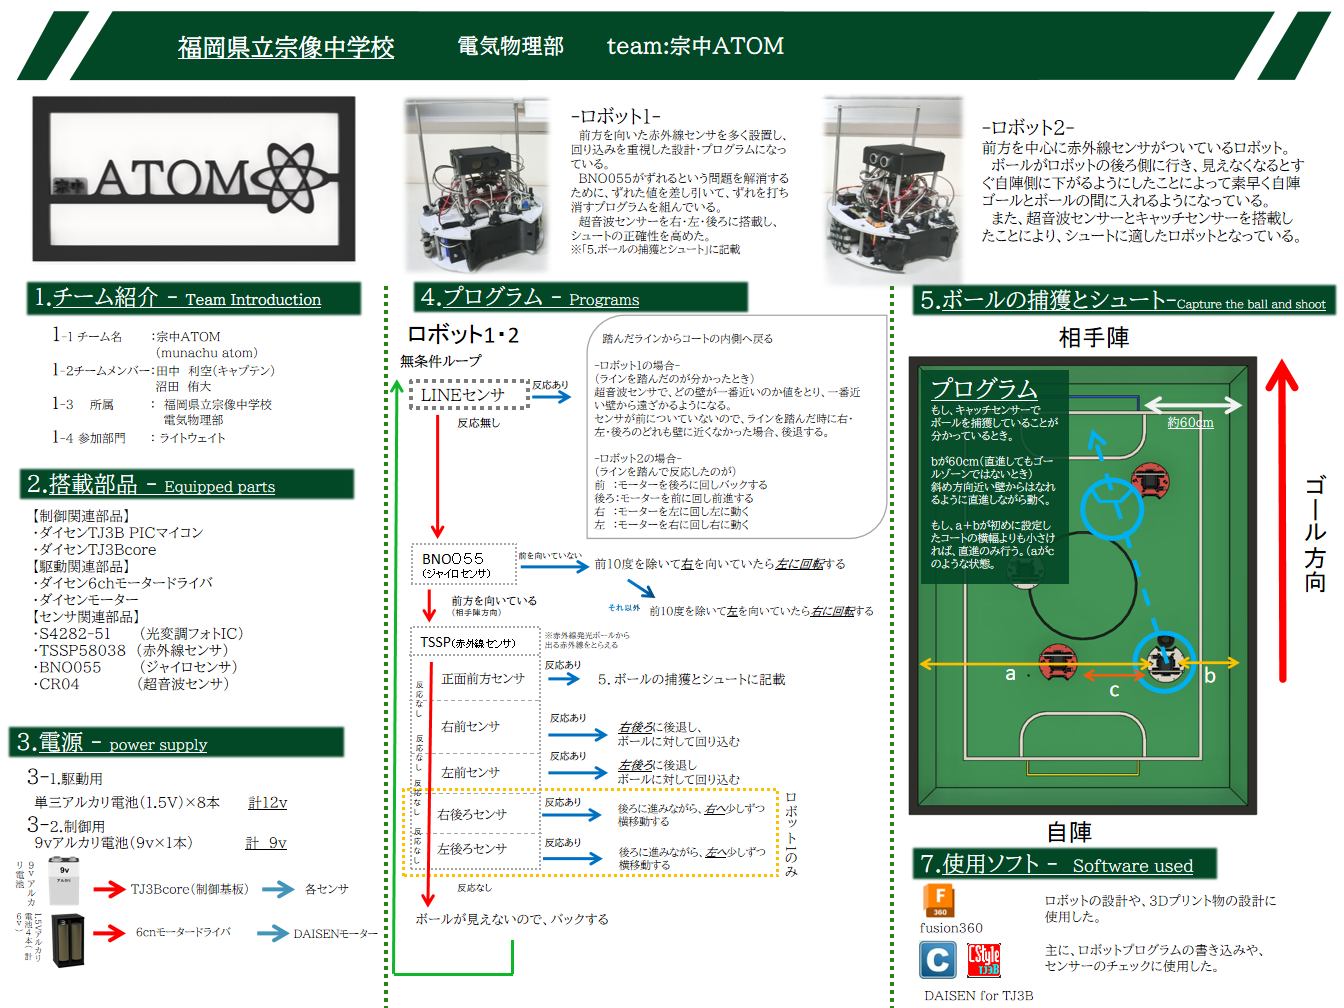 福岡県立宗像中学校　電気物理部　team:宗中ATOM
宗中 ATOM
-ロボット1-
前方を向いた赤外線センサを多く設置し、
回り込みを重視した設計・プログラムになっ
ている。
BNO055がずれるという問題を解消する
ために、ずれた値を差し引いて、ずれを打ち
消すプログラムを組んでいる。
超音波センサーを右・左・後ろに搭載し、
シュートの正確性を高めた。
※「5.ボールの捕獲とシュート」に記載
-ロボット2-
前方を中心に赤外線センサがついているロボット。
ボールがロボットの後ろ側に行き、見えなくなるとす
ぐ自陣側に下がるようにしたことによって素早く自陣
ゴールとボールの間に入れるようになっている。
また、超音波センサーとキャッチセンサーを搭載し
たことにより、シュートに適したロボットとなっている。
1.チーム紹介 - Team Introduction
1-1 チーム名　：宗中ATOM
（munachu atom）
1-2チームメンバー：田中　利空（キャプテン）
沼田　侑大
1-3　所属　：　福岡県立宗像中学校
電気物理部
1-4 参加部門　：ライトウェイト
2.搭載部品 - Equipped parts
【制御関連部品】
・ダイセンTJ3B PICマイコン
・ダイセンTJ3Bcore
【駆動関連部品】
・ダイセン6chモータードライバ
・ダイセンモーター
【センサ関連部品】
・S4282-51　（光変調フォトIC）
・TSSP58038（赤外線センサ）
・BNO055　（ジャイロセンサ）
・CR04　（超音波センサ）
3.電源 - power supply
3-1.駆動用
単三アルカリ電池（1.5V）×8本　計12v
3-2.制御用
9vアルカリ電池（9v×1本）　計　9v
9vアルカリ電池
9v
アルカリ
TJ3Bcore（制御基板）
各センサ
1.5Vアルカリ電池4本（計6v）
6cnモータードライバ
DAISENモーター
4.プログラム - Programs
ロボット1・2
無条件ループ
LINEセンサ
反応あり
反応無し
踏んだラインからコートの内側へ戻る
-ロボット1の場合-
（ラインを踏んだのが分かったとき）
超音波センサで、どの壁が一番近いのか値をとり、一番近
い壁から遠ざかるようになる。
センサが前についていないので、ラインを踏んだ時に右・
左・後ろのどれも壁に近くなかった場合、後退する。
-ロボット2の場合-
（ラインを踏んで反応したのが）
前　：モーターを後ろに回しバックする
後ろ：モーターを前に回し前進する
右　：モーターを左に回し左に動く
左　：モーターを右に回し右に動く
BNO055
（ジャイロセンサ）
前を向いていない
前10度を除いて右を向いていたら左に回転する
それ以外
前10度を除いて左を向いていたら右に回転する
前方を向いている
（相手陣方向）
TSSP（赤外線センサ）
※赤外線発光ボールから
出る赤外線をとらえる
正面前方センサ
反応あり
5．ボールの捕獲とシュートに記載
反応なし
右前センサ
反応あり
右後ろに後退し、
ボールに対して回り込む
反応なし
左前センサ
反応あり
左後ろに後退し
ボールに対して回り込む
反応なし
右後ろセンサ
反応あり
後ろに進みながら、右へ少しずつ
横移動する
反応なし
左後ろセンサ
反応あり
後ろに進みながら、左へ少しずつ
横移動する
ロボット1のみ
反応なし
ボールが見えないので、バックする
5.ボールの捕獲とシュート-Capture the ball and shoot
相手陣
プログラム
もし、キャッチセンサーで
ボールを捕獲していることが
分かっているとき。
bが60cm（直進してもゴー
ルゾーンではないとき）
斜め方向近い壁からはなれ
るように直進しながら動く。
もし、a+bが初めに設定し
たコートの横幅よりも小さけ
れば、直進のみ行う。（aがc
のような状態。
約60cm
a
b
c
ゴール方向
自陣
7.使用ソフト - Software used
F
360
fusion360
ロボットの設計や、3Dプリント物の設計に
使用した。
C
C Style
TJ3B
DAISEN for TJ3B
主に、ロボットプログラムの書き込みや、
センサーのチェックに使用した。